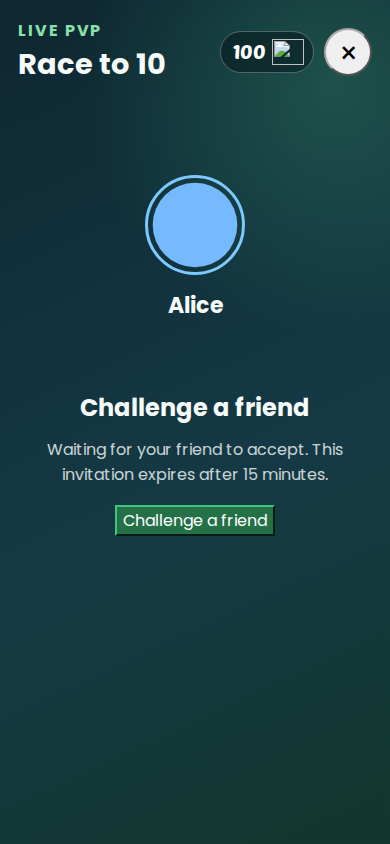 LIVE PVP
Race to 10
100
×
Alice
Challenge a friend
Waiting for your friend to accept. This
invitation expires after 15 minutes.
Challenge a friend